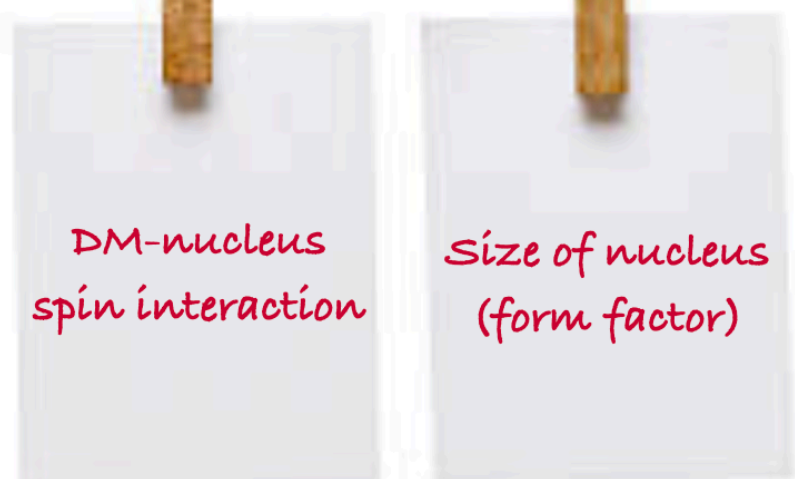 DM-nucleus
spin interaction
Size of nucleus
(form factor)